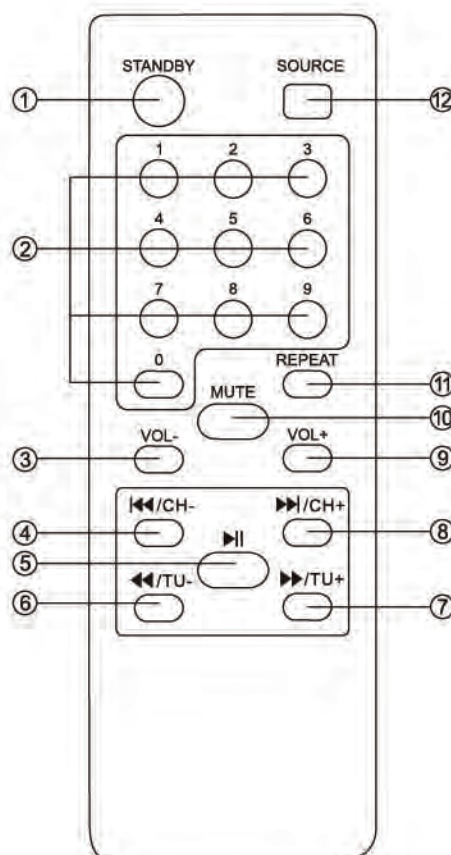 STANDBY SOURCE
① ⑫
1 2 3
4 5 6
②
7 8 9
0 REPEAT
⑪
MUTE
⑩
VOL- VOL+
③ ⑨
⏮/CH- ⏭/CH+
④ ⑧
⑤ ⏯
⏪/TU- ⏩/TU+
⑥ ⑦